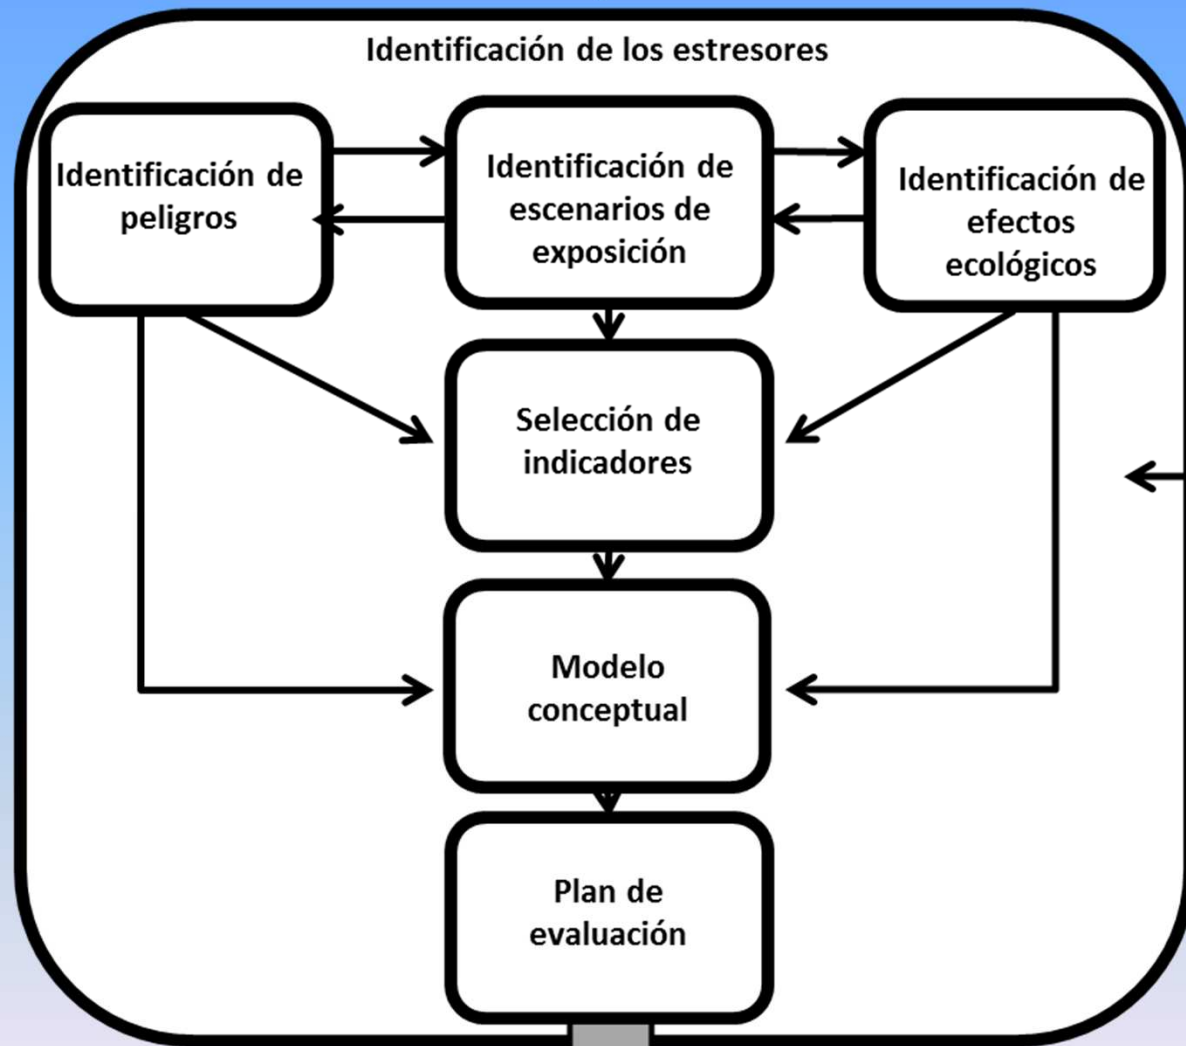 Identificación de los estresores
Identificación de
peligros
Identificación de
escenarios de
exposición
Identificación de
efectos
ecológicos
Selección de
indicadores
Modelo
conceptual
Plan de
evaluación